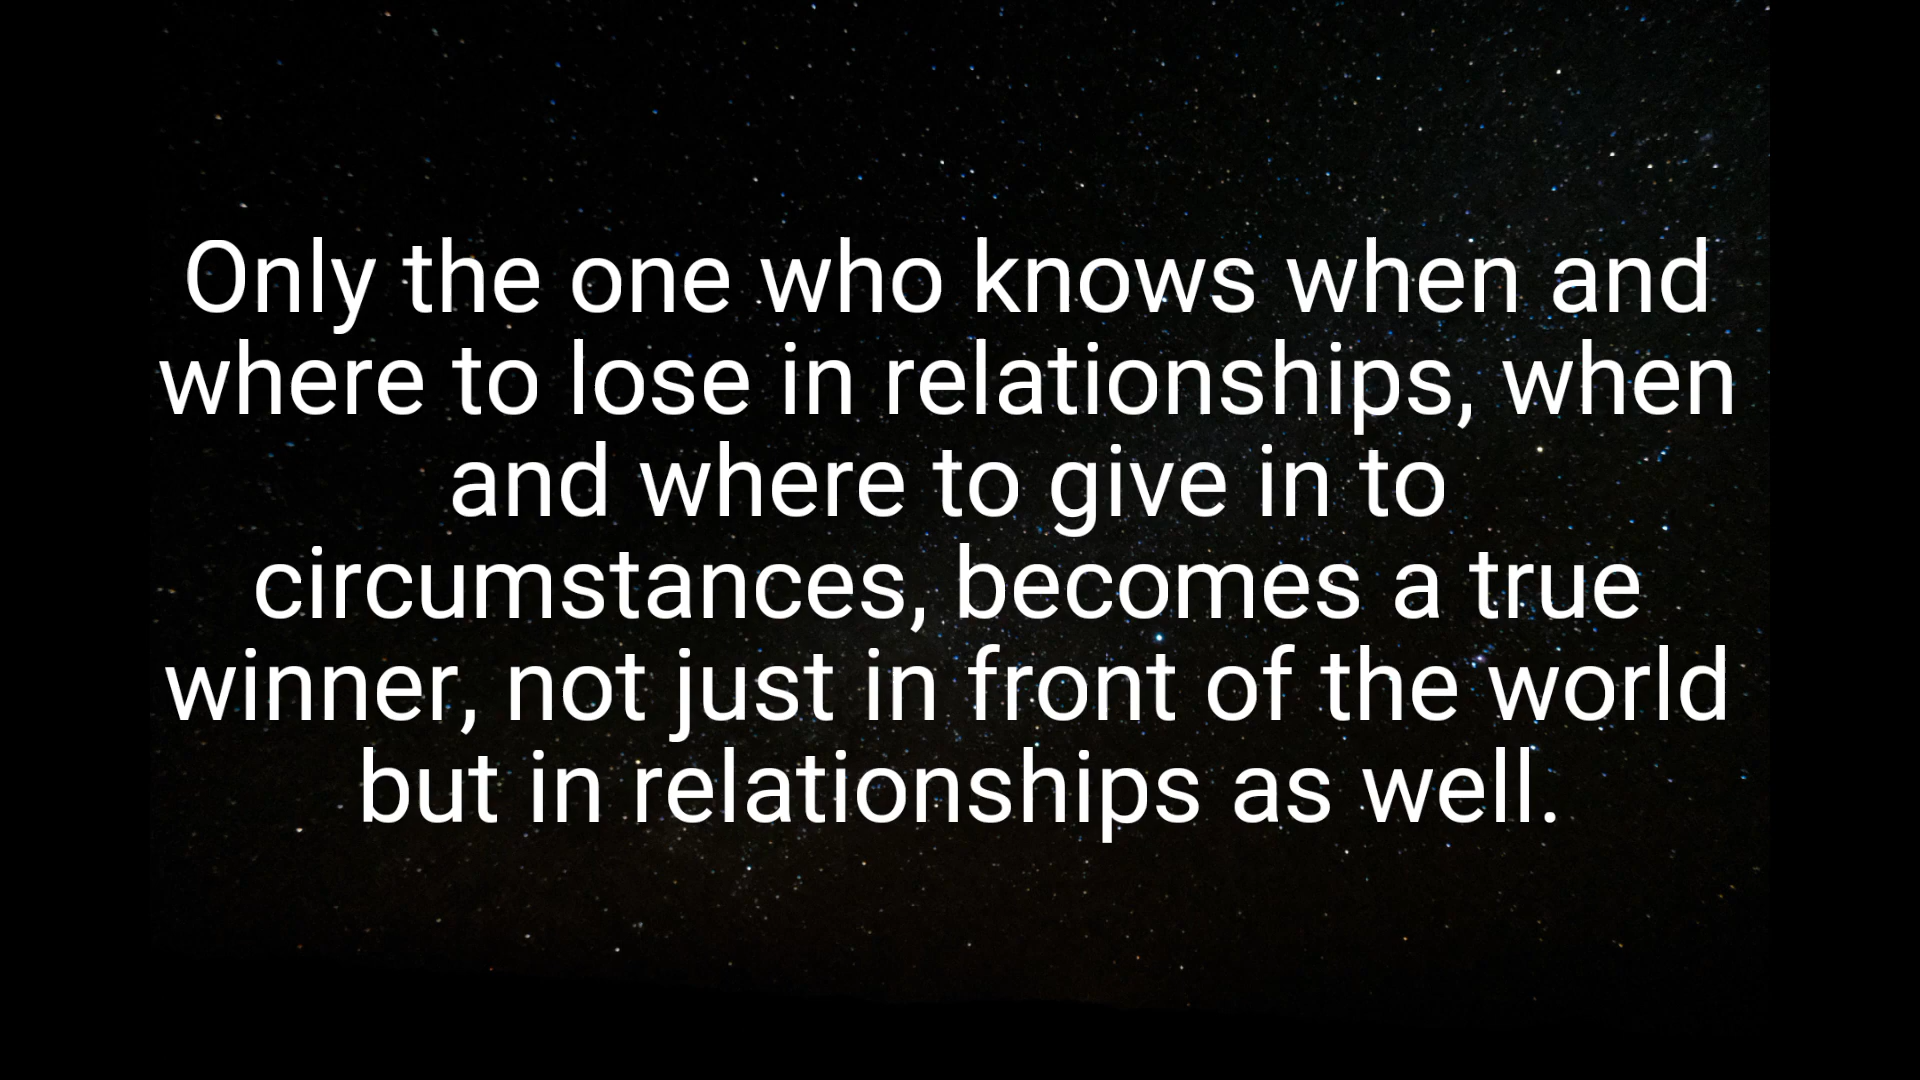 Only the one who knows when and
where to lose in relationships, when
and where to give in to
circumstances, becomes a true
winner, not just in front of the world
but in relationships as well.